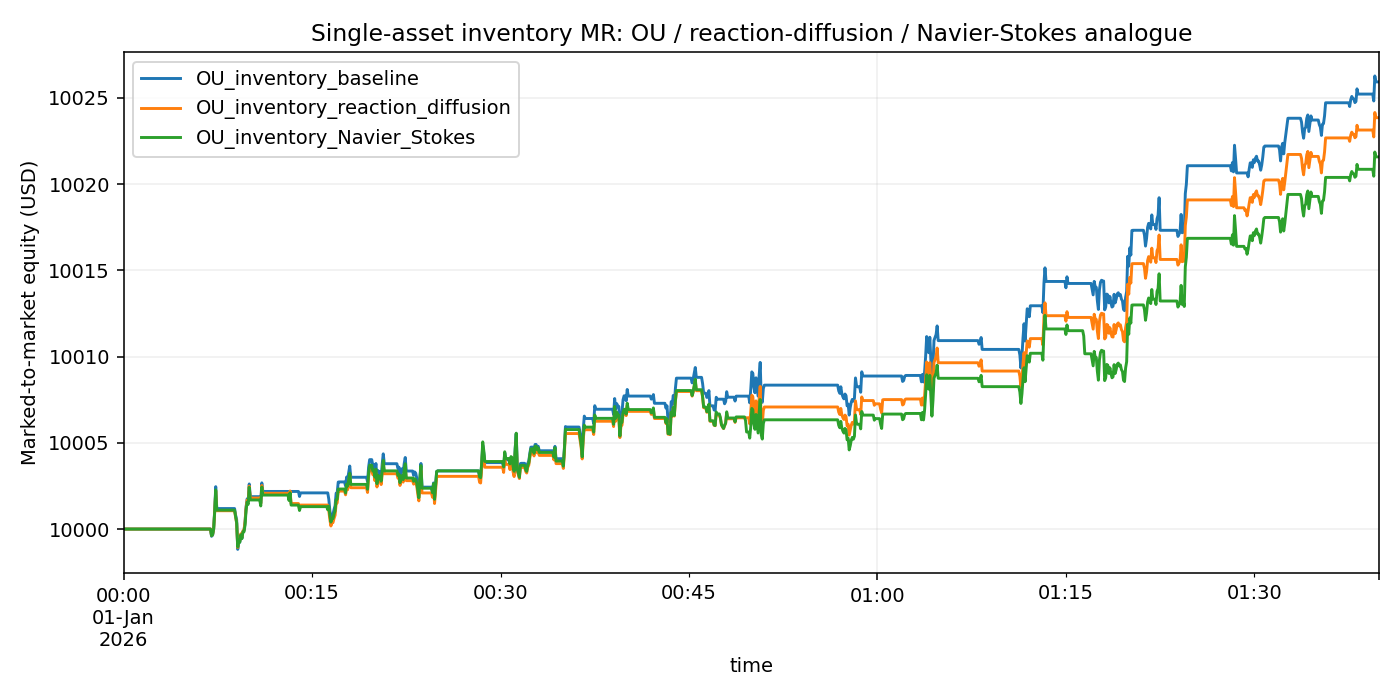 Single-asset inventory MR: OU / reaction-diffusion / Navier-Stokes analogue
OU_inventory_baseline
OU_inventory_reaction_diffusion
OU_inventory_Navier_Stokes
Marked-to-market equity (USD)
10025
10020
10015
10010
10005
10000
00:00
01-Jan
2026
00:15
00:30
00:45
01:00
01:15
01:30
time